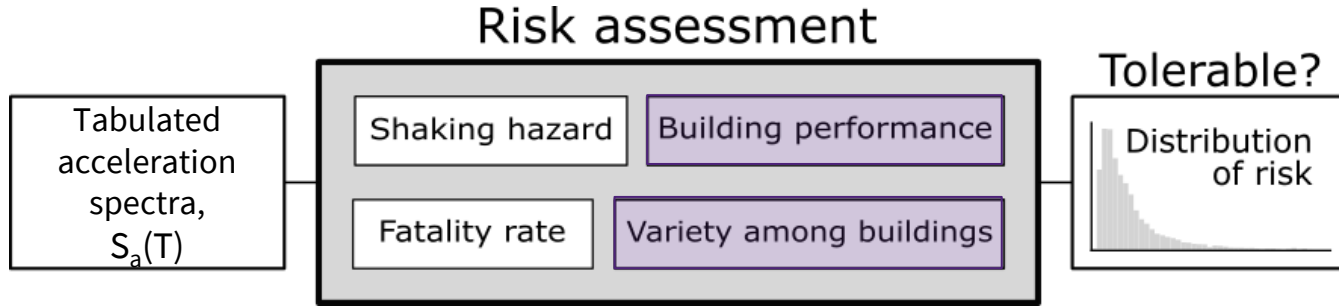 Risk assessment
Tabulated
acceleration
spectra,
Sₐ(T)
Shaking hazard
Building performance
Fatality rate
Variety among buildings
Tolerable?
Distribution
of risk